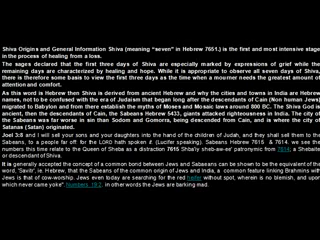 Shiva Origins and General Information Shiva (meaning “seven” in Hebrew 7651.) is the first and most intensive stage
in the process of healing from a loss.
The sages declared that the first three days of  Shiva are especially marked by expressions of grief while the
remaining days are characterized by healing and hope. While it is appropriate to observe all seven days of Shiva,
there is therefore some basis to view the first three days as the time when a mourner needs the greatest amount of
attention and comfort.
As this word is Hebrew then Shiva is derived from ancient Hebrew and why the cities and towns in India are Hebrew
names, not to be confused with the era of Judaism that began long after the descendants of Cain (Non human Jews)
migrated to Babylon and from there establish the myths of Moses and Mosaic laws around 800 BC. The Shiva God is
ancient, then the descendants of Cain, the Sabeans Hebrew 5433, giants attacked righteousness in India. The city of
the Sabeans was far worse in sin than Sodom and Gomorra, being descended from Cain, and is where the city of
Satanas [ Satan] originated.
Joel 3:8 and I will sell your sons and your daughters into the hand of the children of Judah, and they shall sell them to the
Sabeans, to a people far off: for the LORD hath spoken it. (Lucifer speaking). Sabeans Hebrew 7615  & 7614. we see the
numbers this time relate to the Queen of Sheba as a distraction 7615 Sheba'iy sheb-aw-ee' patronymic from 7614; a Shebaite
or descendant of Shiva.
It is generally accepted the concept of a common bond between Jews and Sabaeans can be shown to be the equivalent of the
word, 'Savitr', ie. Hebrew, that the Sabeans of the common origin of Jews and India, a  common feature linking Brahmins with
Jews is that of cow-worship. Jews even today are searching for the red heifer without spot, wherein is no blemish, and upon
which never came yoke". Numbers 19:2. in other words the Jews are barking mad.